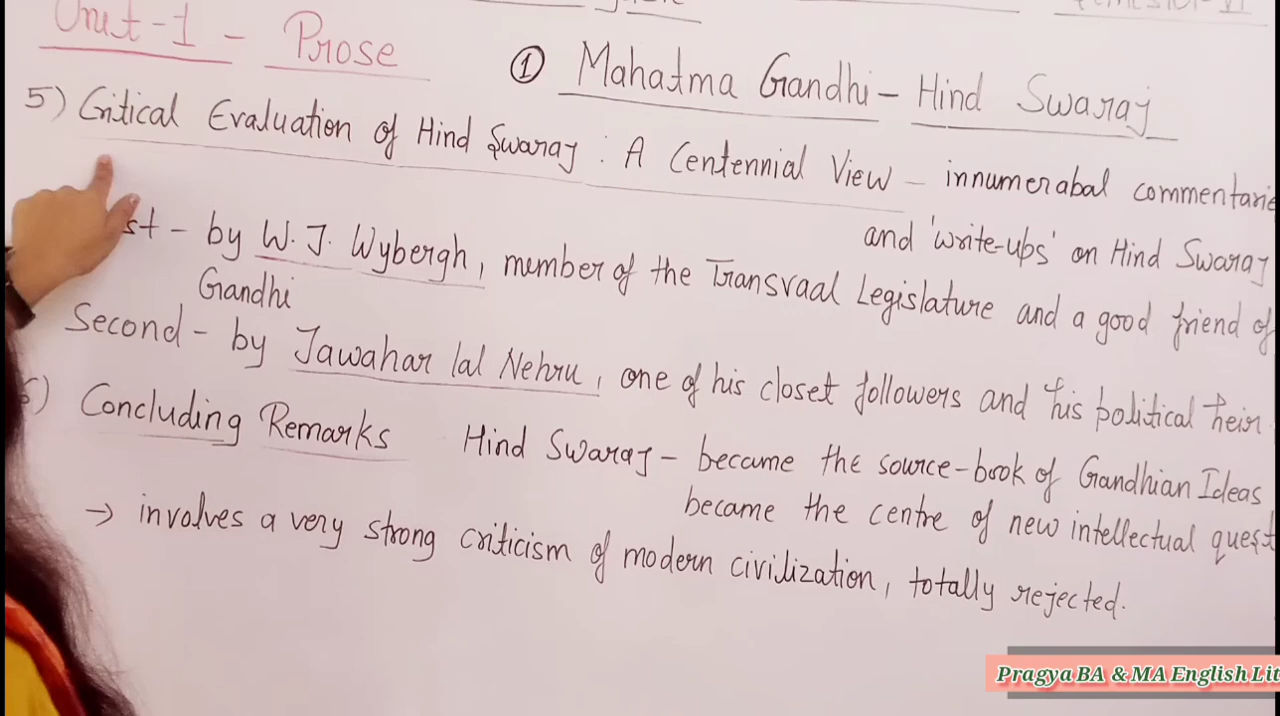 Unit-1 - Prose
① Mahatma Gandhi - Hind Swaraj
5) Critical Evaluation of Hind Swaraj : A Centennial View - innumerabal commentarie
and 'write-ups' on Hind Swaraj
st - by W. J. Wybergh, member of the Transvaal Legislature and a good friend of
Gandhi
Second - by Jawahar lal Nehru, one of his closet followers and his political heir
6) Concluding Remarks Hind Swaraj - became the source-book of Gandhian Ideas
became the centre of new intellectual quest
→ involves a very strong criticism of modern civilization, totally rejected.
Pragya BA & MA English Lit